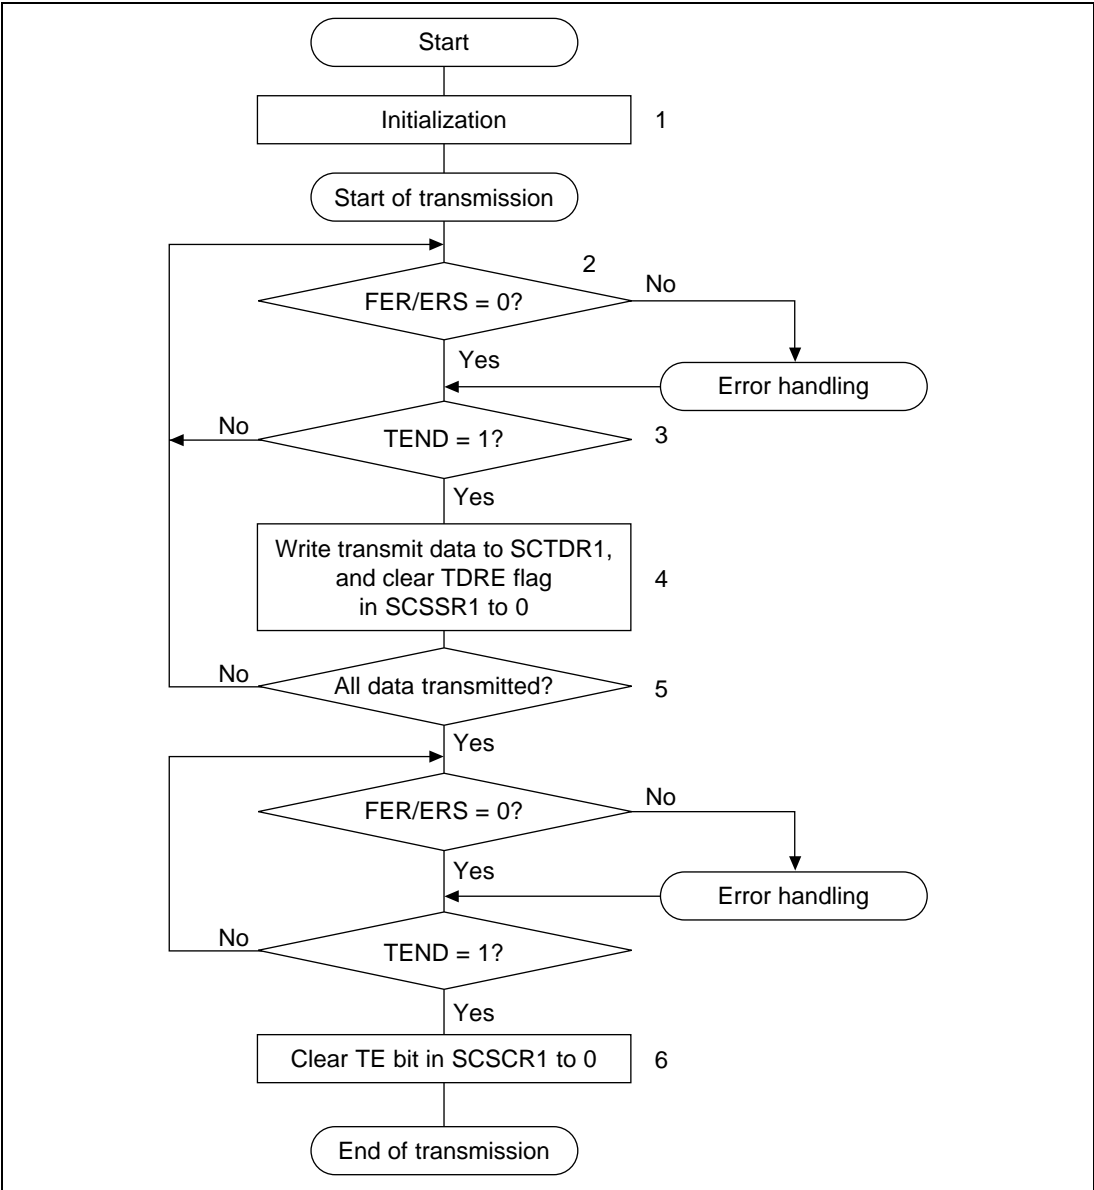 Start
Initialization
1
Start of transmission
2
FER/ERS = 0?
No
Yes
Error handling
No
TEND = 1?
3
Yes
Write transmit data to SCTDR1,
and clear TDRE flag
in SCSSR1 to 0
4
No
All data transmitted?
5
Yes
FER/ERS = 0?
No
Yes
Error handling
No
TEND = 1?
Yes
Clear TE bit in SCSCR1 to 0
6
End of transmission